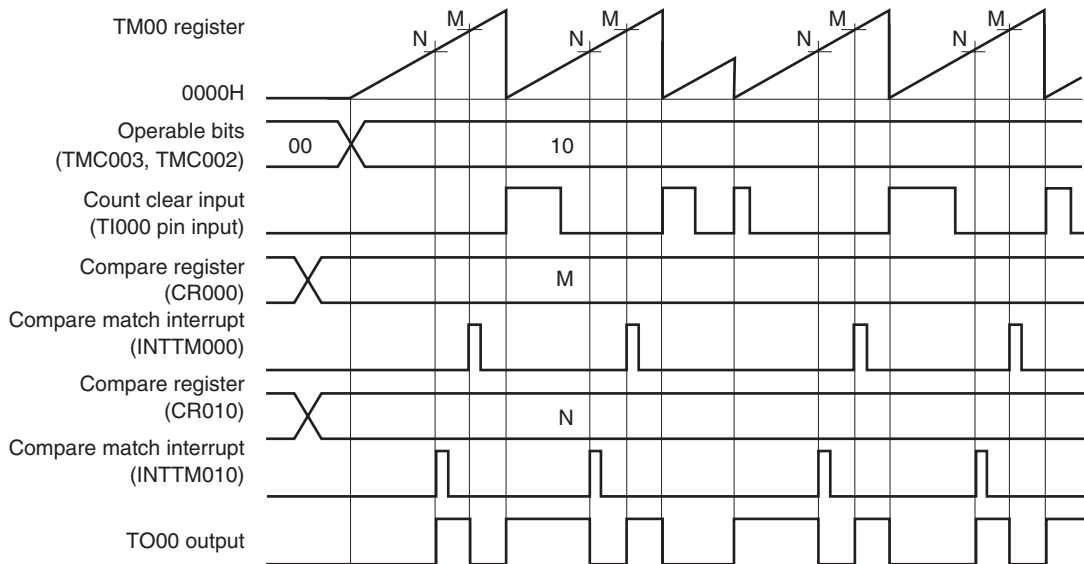 M M M M
TM00 register
N N N N
0000H
Operable bits
(TMC003, TMC002)
00 10
Count clear input
(TI000 pin input)
Compare register
(CR000)
M
Compare match interrupt
(INTTM000)
Compare register
(CR010)
N
Compare match interrupt
(INTTM010)
TO00 output